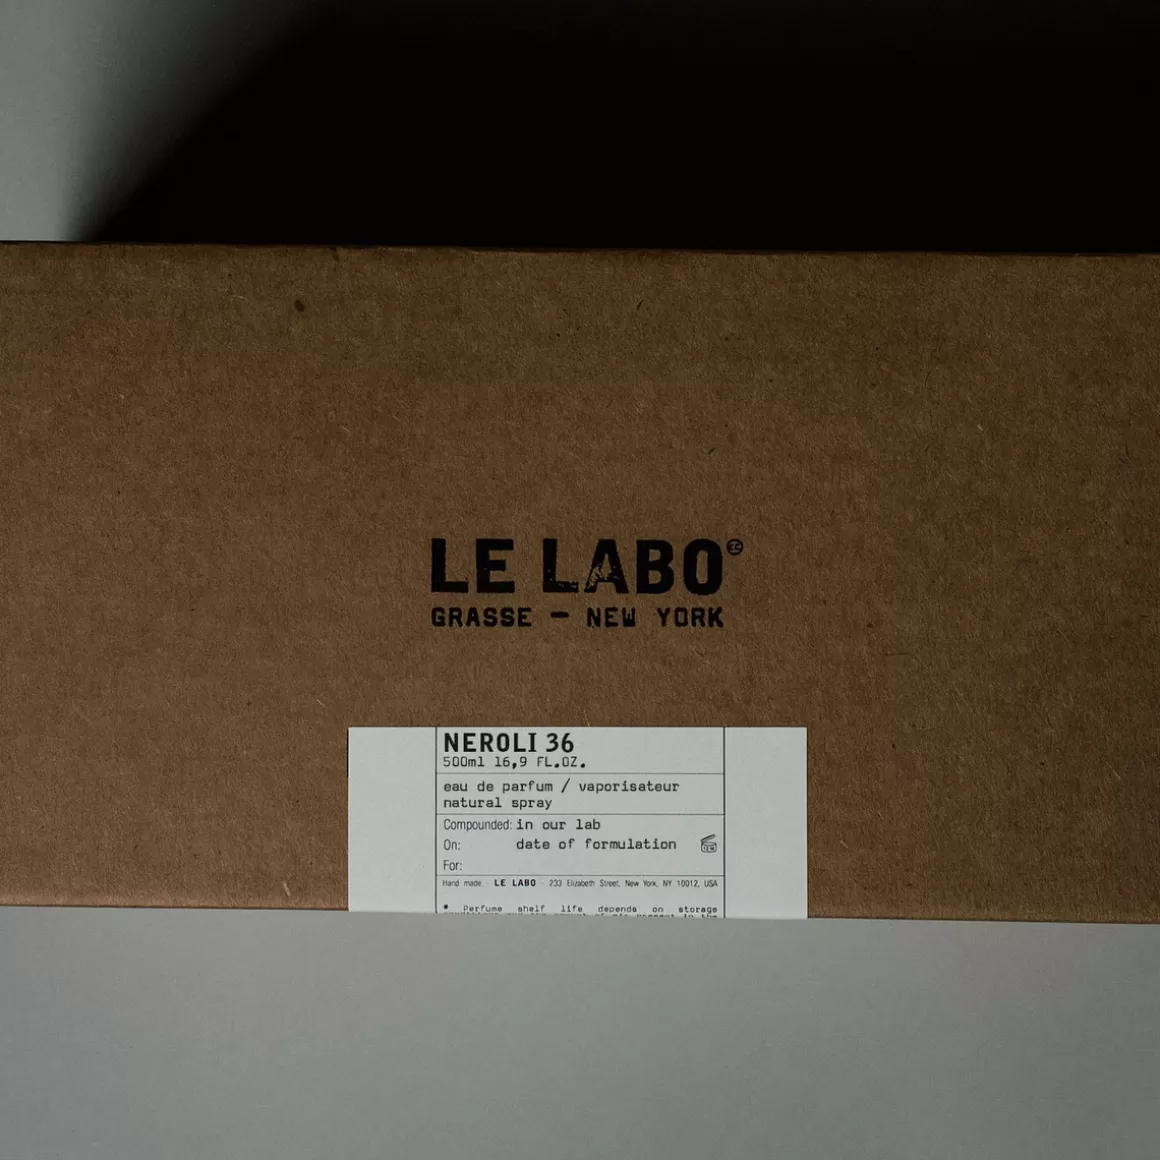 LE LABO
GRASSE — NEW YORK
NEROLI 36
500ml 16,9 FL.OZ.
eau de parfum / vaporisateur
natural spray
Compounded: in our lab
On: date of formulation
For:
Hand made - LE LABO - 233 Elizabeth Street, New York, NY 10012, USA
* Perfume shelf life depends on storage